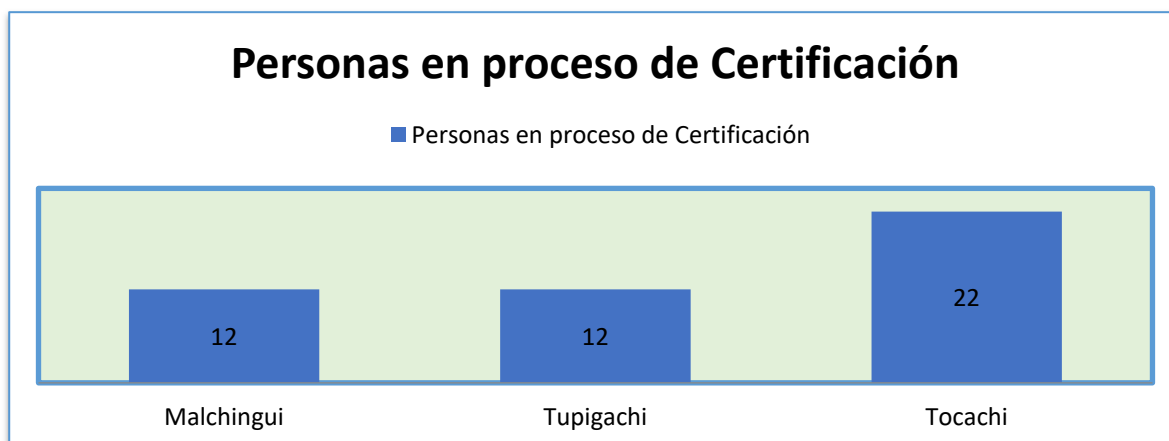 Personas en proceso de Certificación
Personas en proceso de Certificación
12
12
22
Malchingui
Tupigachi
Tocachi